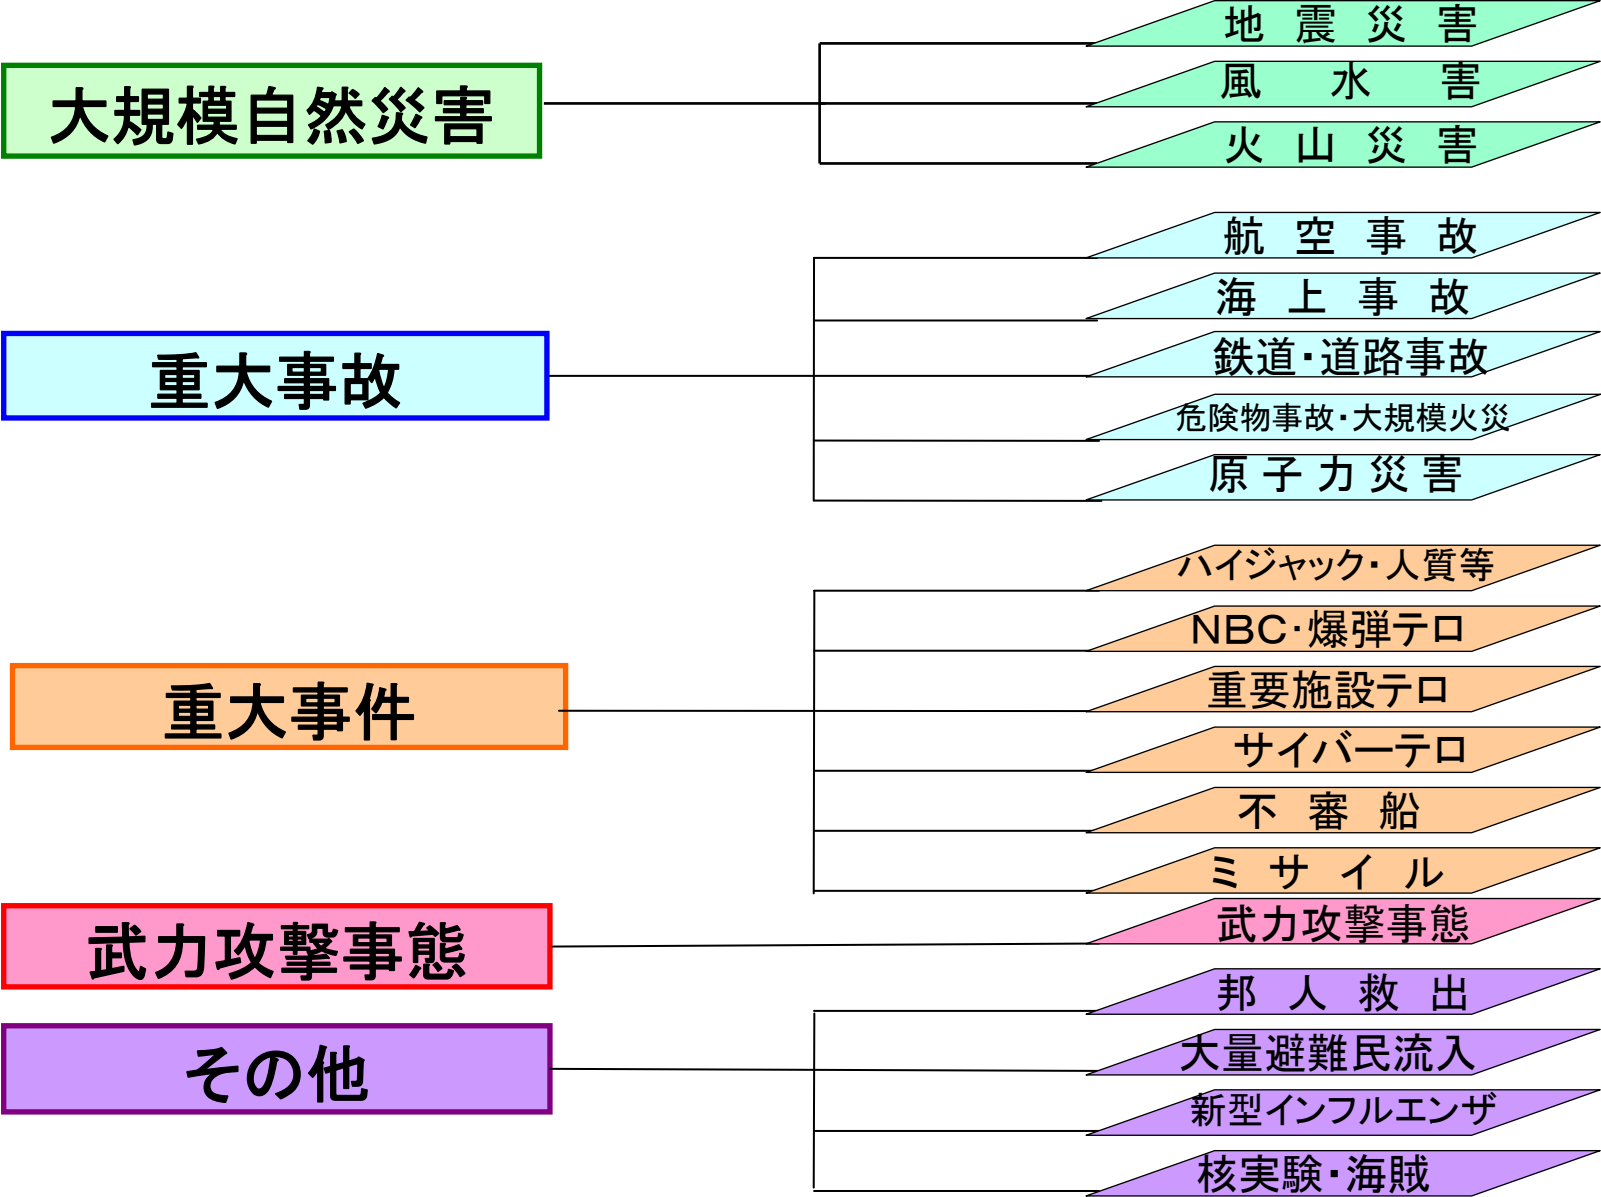 大規模自然災害
地震災害
風水害
火山災害
重大事故
航空事故
海上事故
鉄道・道路事故
危険物事故・大規模火災
原子力災害
重大事件
ハイジャック・人質等
NBC・爆弾テロ
重要施設テロ
サイバーテロ
不審船
ミサイル
武力攻撃事態
武力攻撃事態
その他
邦人救出
大量避難民流入
新型インフルエンザ
核実験・海賊